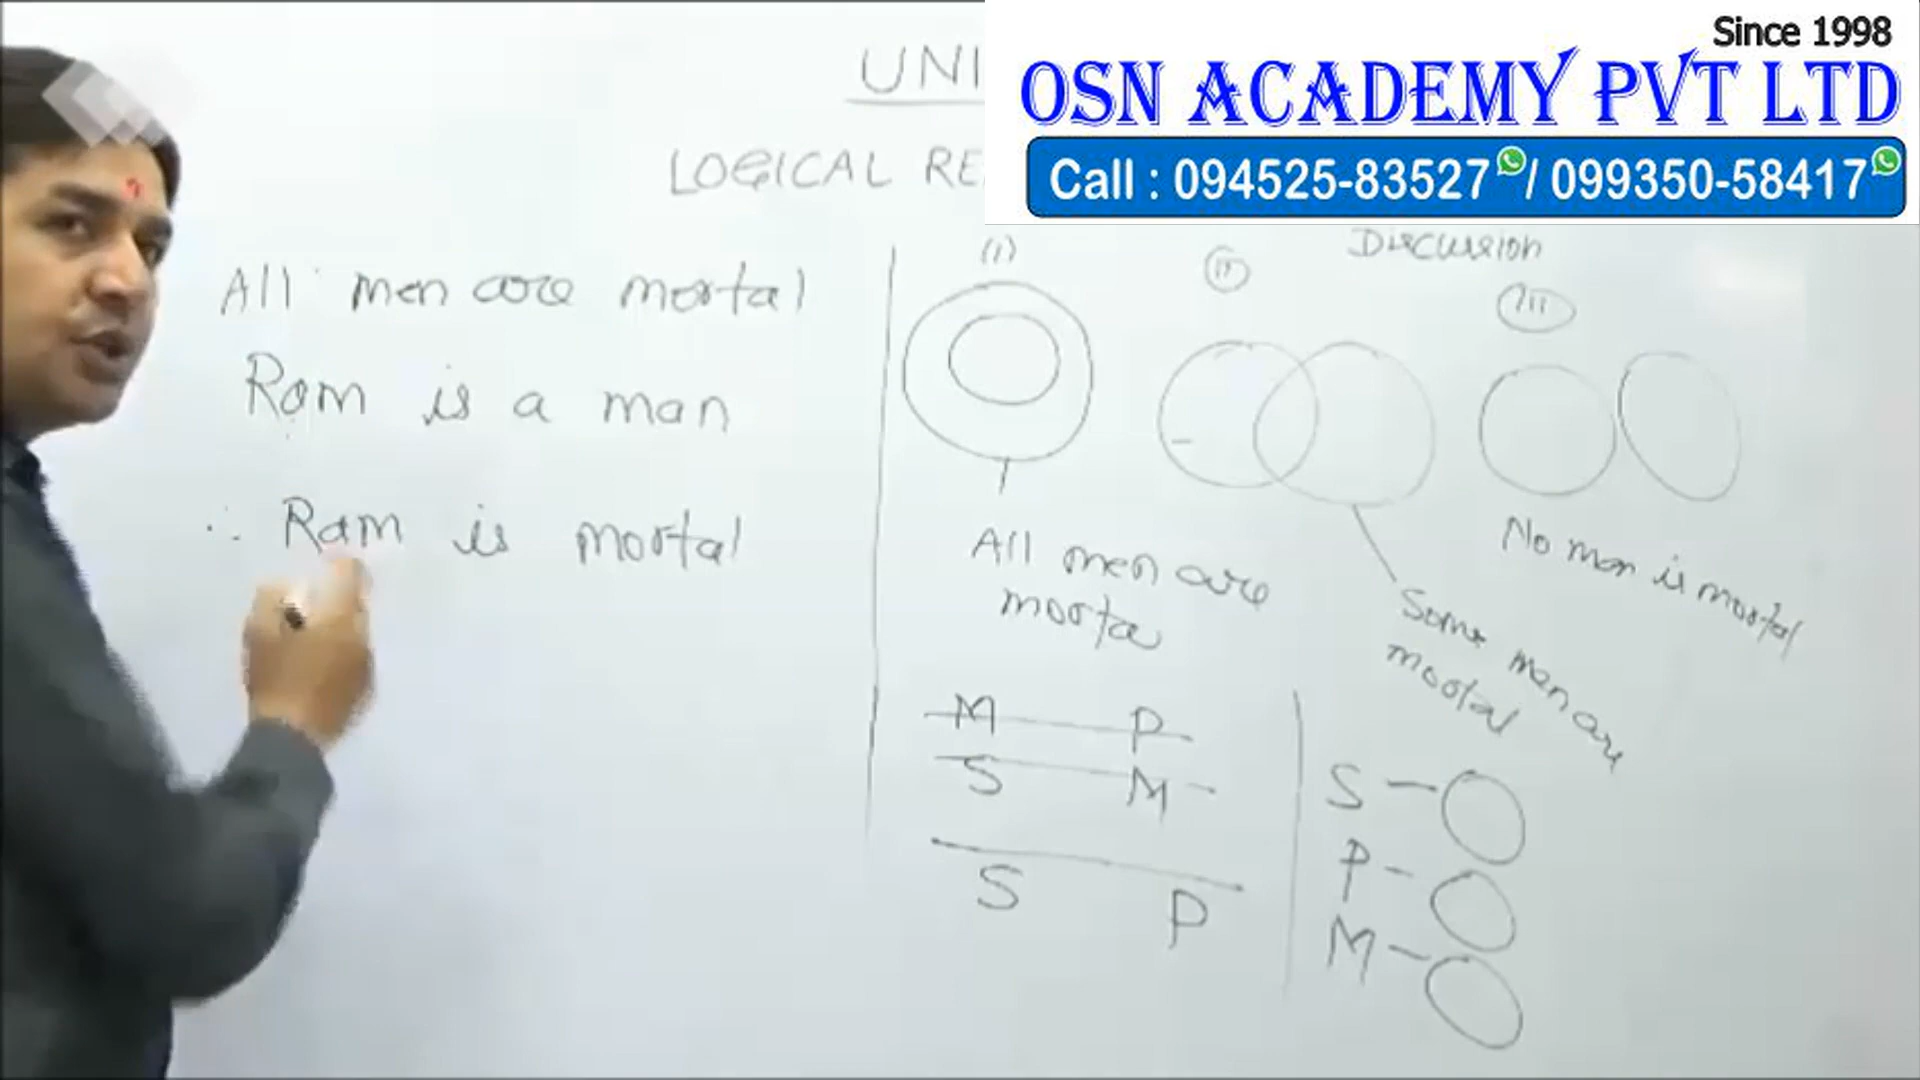 Since 1998
OSN ACADEMY PVT LTD
Call : 094525-83527 / 099350-58417
UNI
LOGICAL RE
All men are mortal
Ram is a man
∴ Ram is mortal
Discussion
(i)
(ii)
(iii)
All men are
morta
Some men are
mortal
No man is mortal
M P
S M
S P
S
P
M